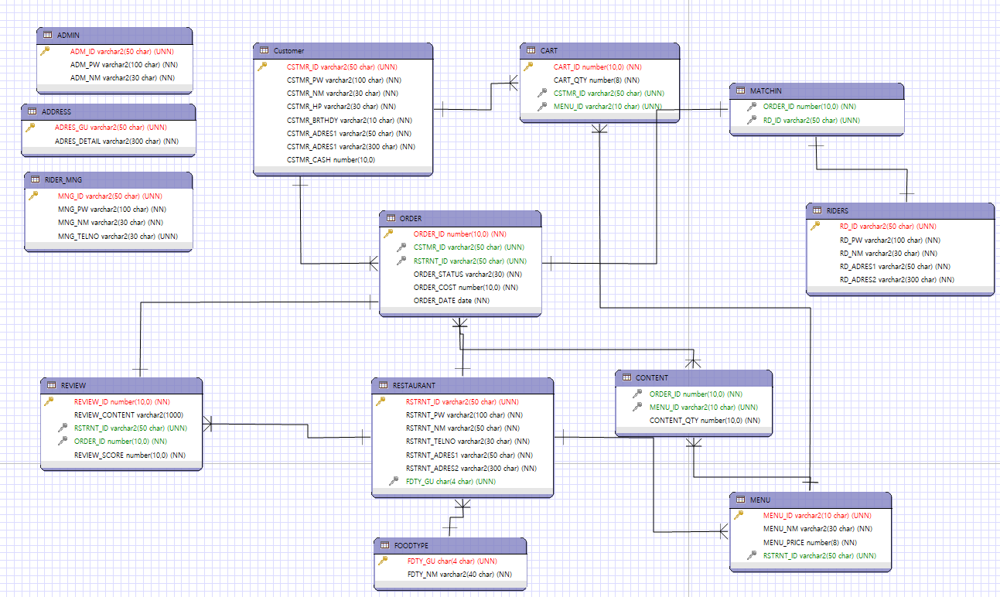 ADMIN
ADM_ID varchar2(50 char) (UNN)
ADM_PW varchar2(100 char) (NN)
ADM_NM varchar2(30 char) (NN)
ADDRESS
ADRES_GU varchar2(50 char) (UNN)
ADRES_DETAIL varchar2(300 char) (NN)
RIDER_MNG
MNG_ID varchar2(50 char) (UNN)
MNG_PW varchar2(100 char) (NN)
MNG_NM varchar2(30 char) (NN)
MNG_TELNO varchar2(30 char) (UNN)
Customer
CSTMR_ID varchar2(50 char) (UNN)
CSTMR_PW varchar2(100 char) (NN)
CSTMR_NM varchar2(30 char) (NN)
CSTMR_HP varchar2(30 char) (NN)
CSTMR_BRTHDY varchar2(10 char) (NN)
CSTMR_ADRES1 varchar2(50 char) (NN)
CSTMR_ADRES1 varchar2(300 char) (NN)
CSTMR_CASH number(10,0)
CART
CART_ID number(10,0) (NN)
CART_QTY number(8) (NN)
CSTMR_ID varchar2(50 char) (UNN)
MENU_ID varchar2(10 char) (UNN)
MATCHIN
ORDER_ID number(10,0) (NN)
RD_ID varchar2(50 char) (UNN)
RIDERS
RD_ID varchar2(50 char) (UNN)
RD_PW varchar2(100 char) (NN)
RD_NM varchar2(30 char) (NN)
RD_ADRES1 varchar2(50 char) (NN)
RD_ADRES2 varchar2(300 char) (NN)
ORDER
ORDER_ID number(10,0) (NN)
CSTMR_ID varchar2(50 char) (UNN)
RSTRNT_ID varchar2(50 char) (UNN)
ORDER_STATUS varchar2(30) (NN)
ORDER_COST number(10,0) (NN)
ORDER_DATE date (NN)
REVIEW
REVIEW_ID number(10,0) (NN)
REVIEW_CONTENT varchar2(1000)
RSTRNT_ID varchar2(50 char) (UNN)
ORDER_ID number(10,0) (NN)
REVIEW_SCORE number(10,0) (NN)
RESTAURANT
RSTRNT_ID varchar2(50 char) (UNN)
RSTRNT_PW varchar2(100 char) (NN)
RSTRNT_NM varchar2(50 char) (NN)
RSTRNT_TELNO varchar2(30 char) (NN)
RSTRNT_ADRES1 varchar2(50 char) (NN)
RSTRNT_ADRES2 varchar2(300 char) (NN)
FDTY_GU char(4 char) (UNN)
CONTENT
ORDER_ID number(10,0) (NN)
MENU_ID varchar2(10 char) (UNN)
CONTENT_QTY number(10,0) (NN)
MENU
MENU_ID varchar2(10 char) (UNN)
MENU_NM varchar2(30 char) (NN)
MENU_PRICE number(8) (NN)
RSTRNT_ID varchar2(50 char) (UNN)
FOODTYPE
FDTY_GU char(4 char) (UNN)
FDTY_NM varchar2(40 char) (NN)